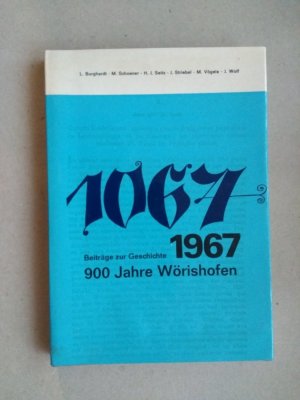 L. Burghardt · M. Schoener · H. J. Seitz · J. Striebel · M. Vögele · J. Wolf
1067
Beiträge zur Geschichte 1967
900 Jahre Wörishofen